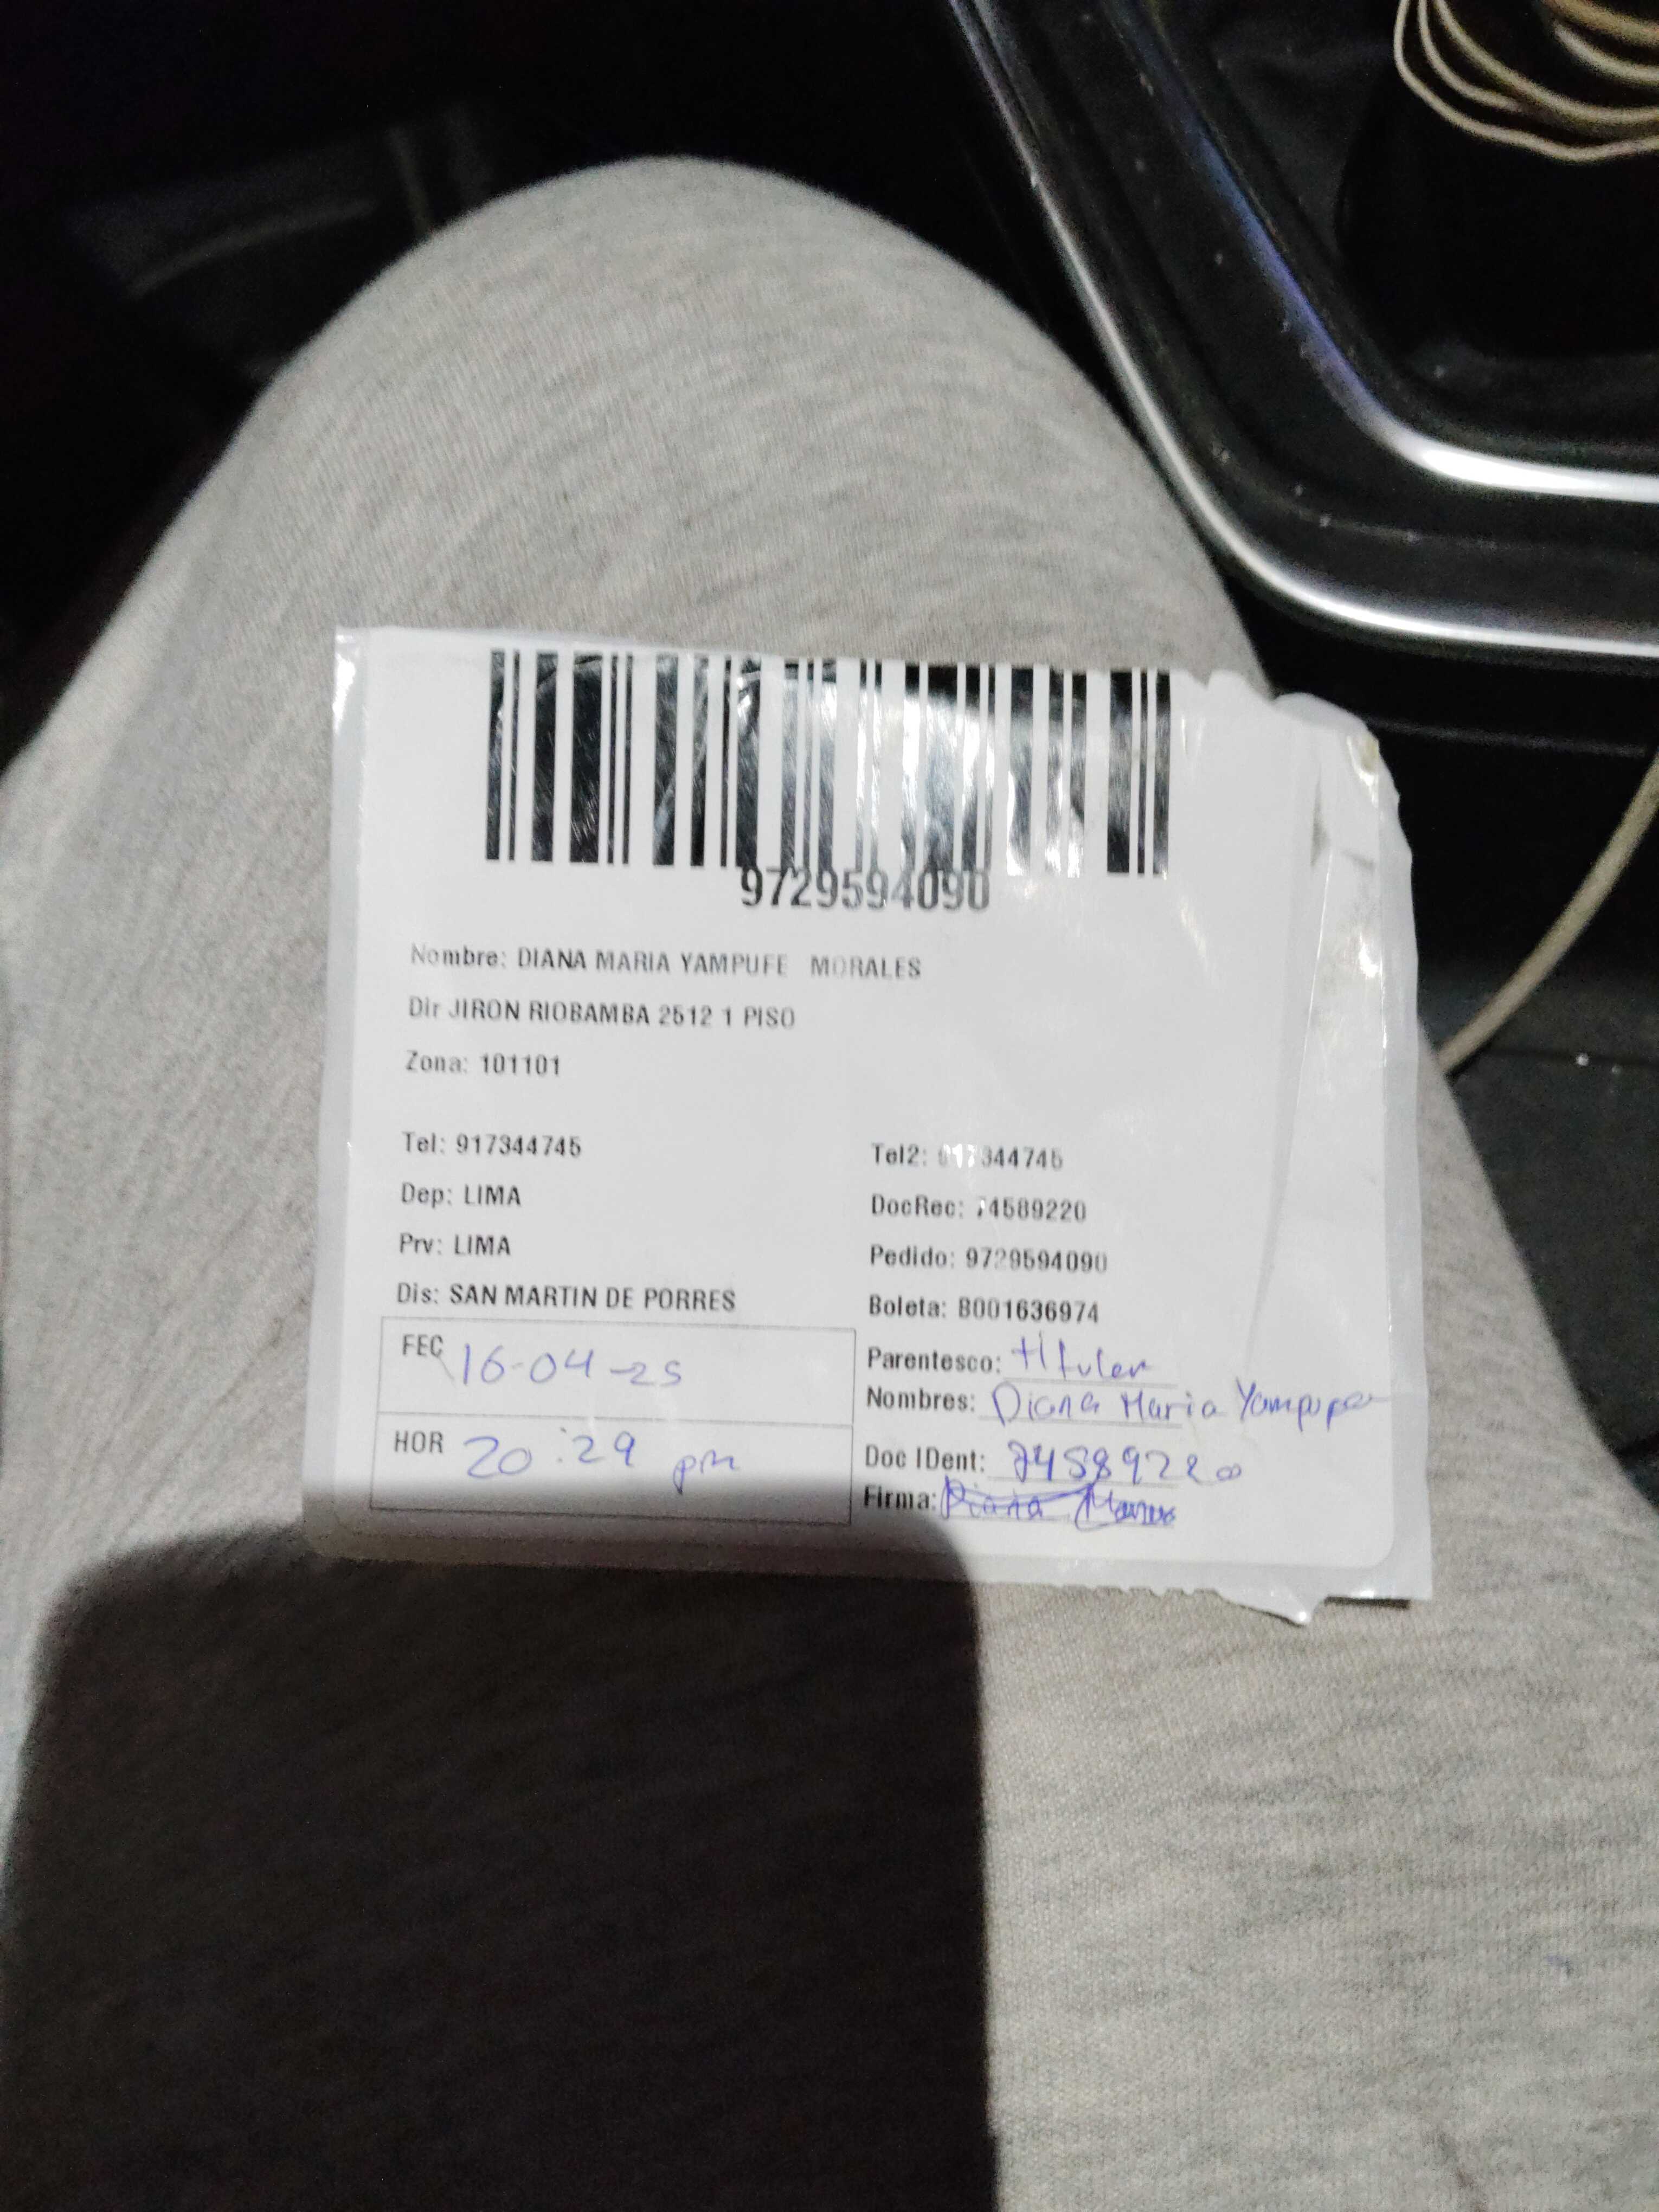 9729594090
Nombre: DIANA MARIA YAMPUFE MORALES
Dir JIRON RIOBAMBA 2512 1 PISO
Zona: 101101
Tel: 917344745
Tel2: 917344745
Dep: LIMA
DocRec: 74589220
Prv: LIMA
Pedido: 9729594090
Dis: SAN MARTIN DE PORRES
Boleta: B001636974
FEC 16-04-25
Parentesco: titular
Nombres: Diana Maria
HOR 20:29 pm
Doc IDent: 74589220
Firma: Diana